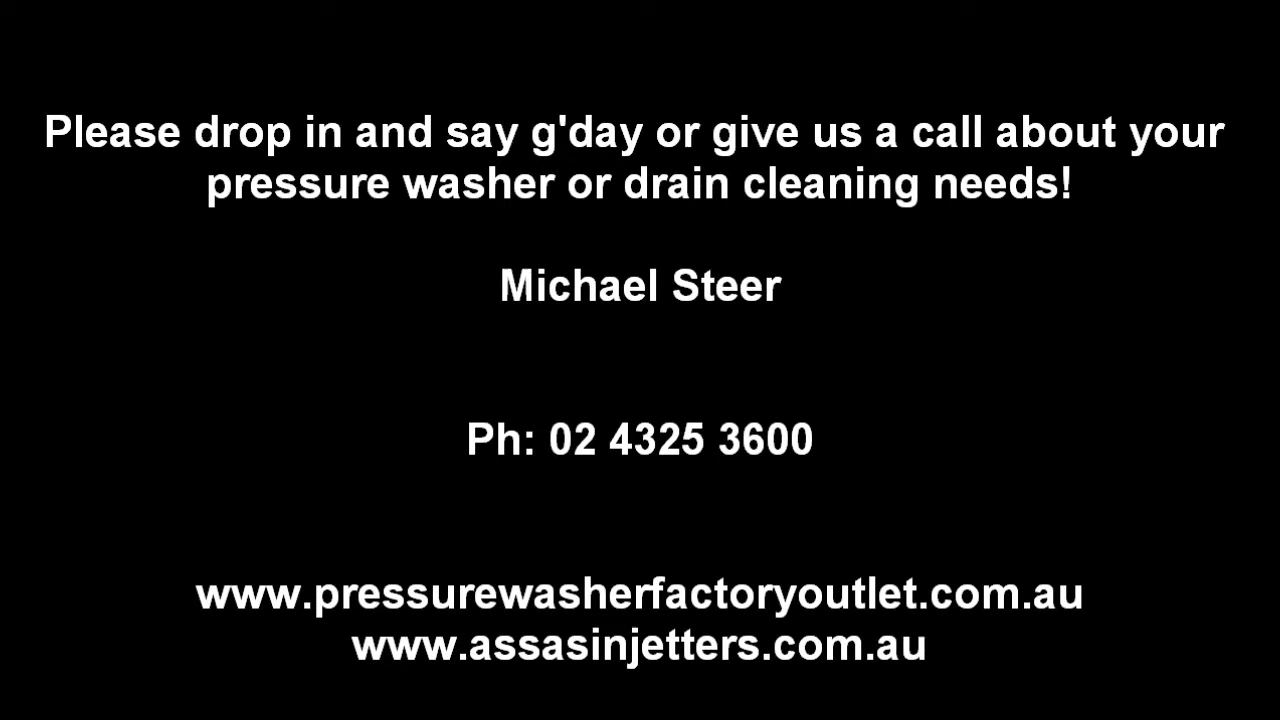 Please drop in and say g'day or give us a call about your
pressure washer or drain cleaning needs!
Michael Steer
Ph: 02 4325 3600
www.pressurewasherfactoryoutlet.com.au
www.assasinjetters.com.au